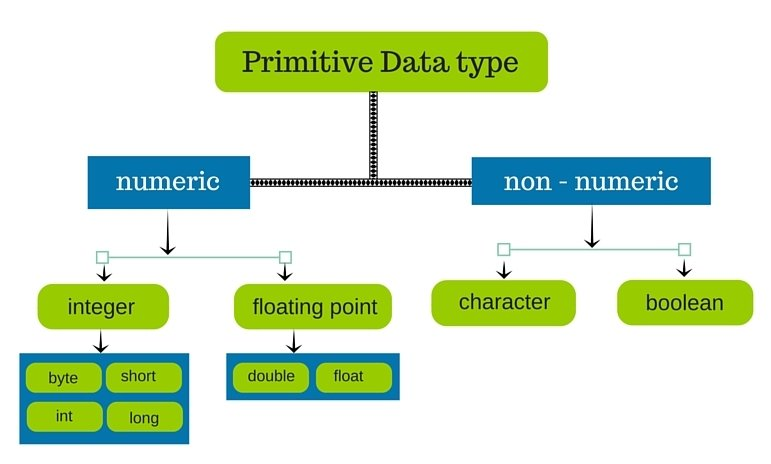 Primitive Data type
numeric
non - numeric
integer
floating point
character
boolean
byte
short
int
long
double
float